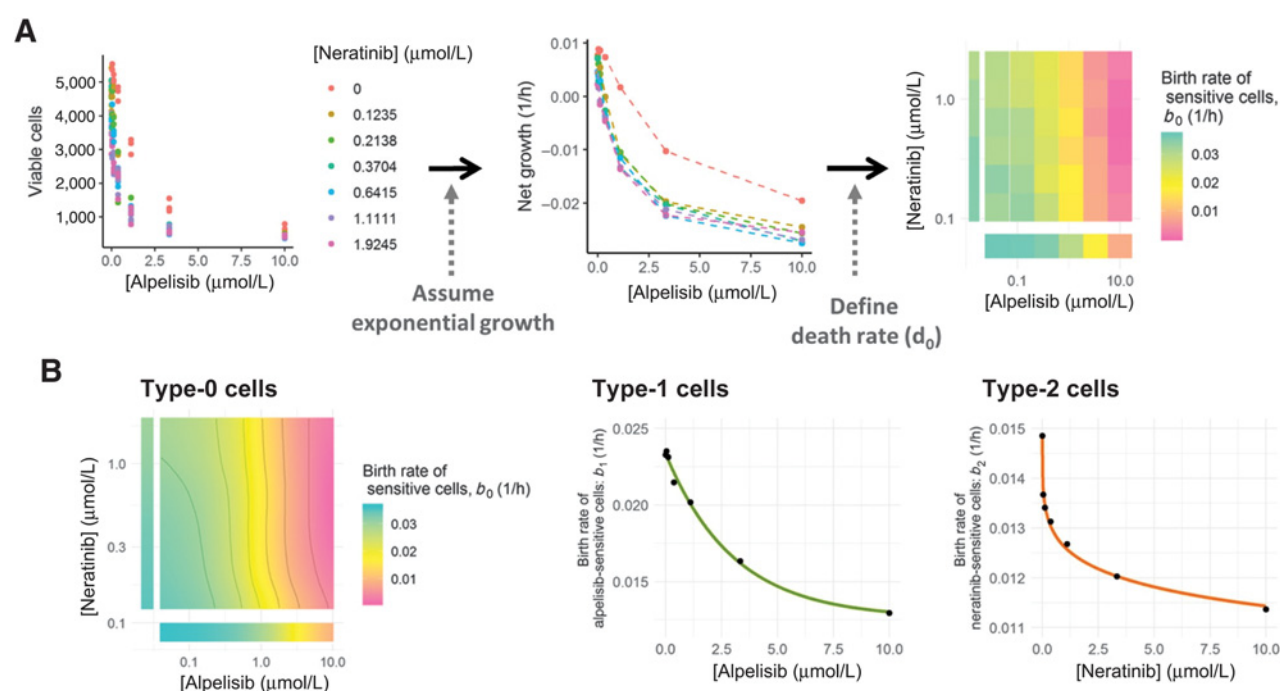 A
Viable cells
5,000
4,000
3,000
2,000
1,000
0.0 2.5 5.0 7.5 10.0
[Alpelisib (μmol/L)
[Neratinib] (μmol/L)
0
0.1235
0.2138
0.3704
0.6415
1.1111
1.9245
Assume
exponential growth
Net growth (1/h)
0.01
0.00
−0.01
−0.02
0.0 2.5 5.0 7.5 10.0
[Alpelisib (μmol/L)
Define
death rate (d₀)
[Neratinib] (μmol/L)
1.0
0.1
0.1 10.0
[Alpelisib (μmol/L)
Birth rate of
sensitive cells,
b₀ (1/h)
0.03
0.02
0.01
B
Type-0 cells
[Neratinib] (μmol/L)
1.0
0.3
0.1
0.1 1.0 10.0
[Alpelisib (μmol/L)
Birth rate of
sensitive cells, b₀ (1/h)
0.03
0.02
0.01
Type-1 cells
Birth rate of
alpelisib-sensitive cells: b₁ (1/h)
0.025
0.020
0.015
0.0 2.5 5.0 7.5 10.0
[Alpelisib] (μmol/L)
Type-2 cells
Birth rate of
neratinib-sensitive cells: b₂ (1/h)
0.015
0.014
0.013
0.012
0.011
0.0 2.5 5.0 7.5 10.0
[Neratinib] (μmol/L)